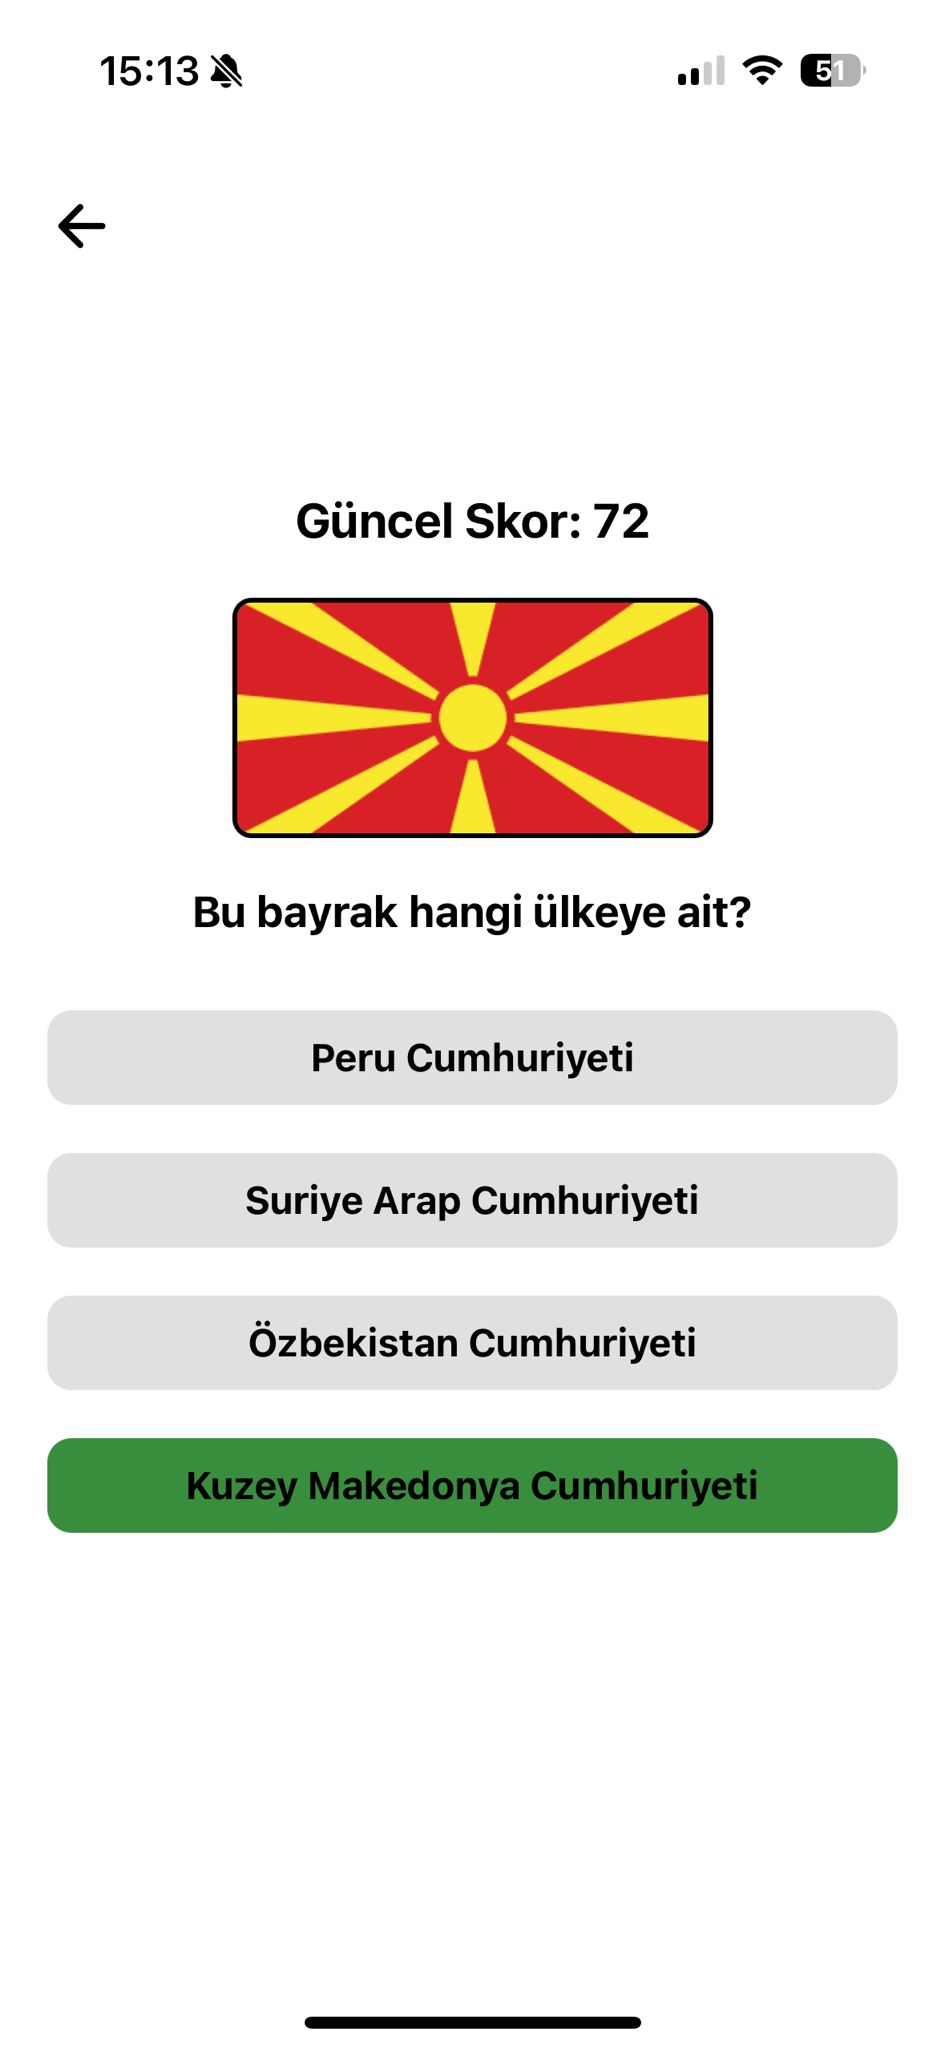 15:13
51
Güncel Skor: 72
Bu bayrak hangi ülkeye ait?
Peru Cumhuriyeti
Suriye Arap Cumhuriyeti
Özbekistan Cumhuriyeti
Kuzey Makedonya Cumhuriyeti